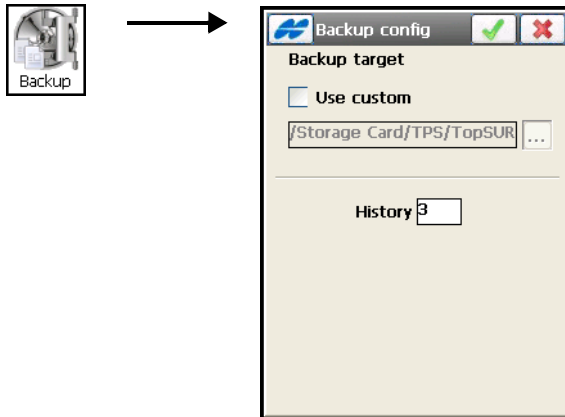 Backup
Backup config
Backup target
Use custom
/Storage Card/TPS/TopSUR
...
History 3